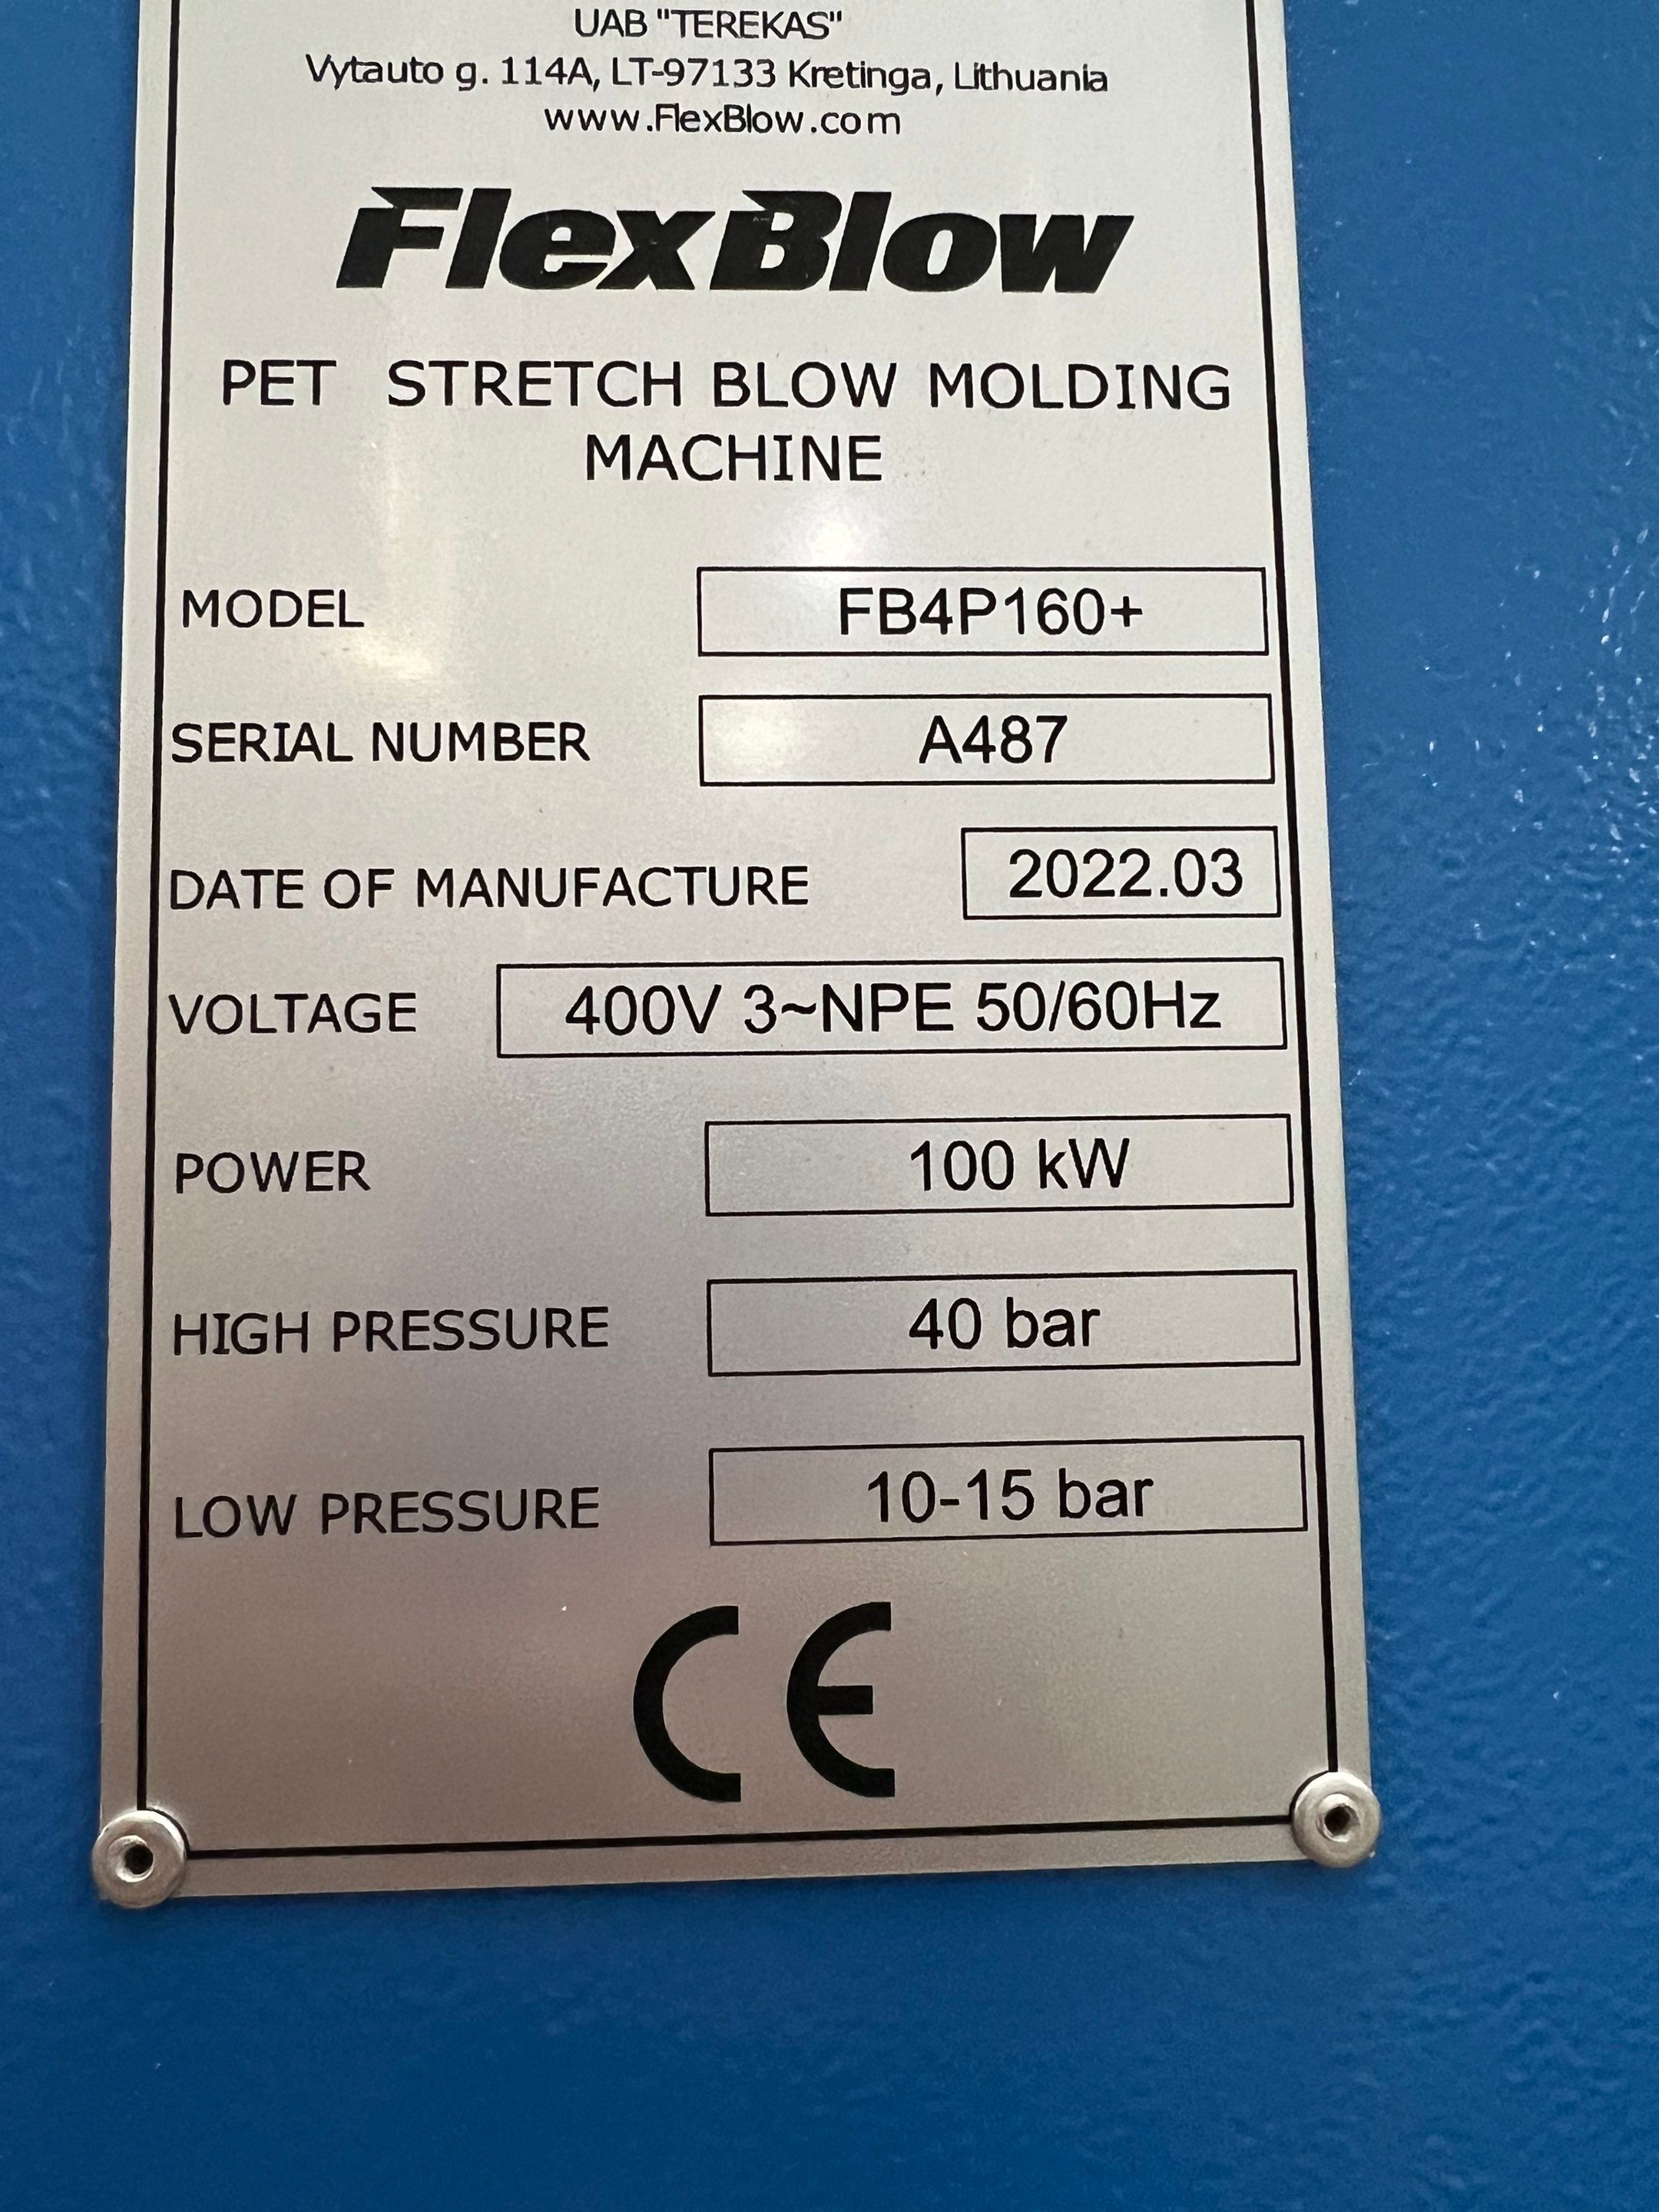 UAB "TEREKAS"
Vytauto g. 114A, LT-97133 Kretinga, Lithuania
www.FlexBlow.com
FlexBlow
PET STRETCH BLOW MOLDING
MACHINE
MODEL FB4P160+
SERIAL NUMBER A487
DATE OF MANUFACTURE 2022.03
VOLTAGE 400V 3~NPE 50/60Hz
POWER 100 kW
HIGH PRESSURE 40 bar
LOW PRESSURE 10-15 bar
CE